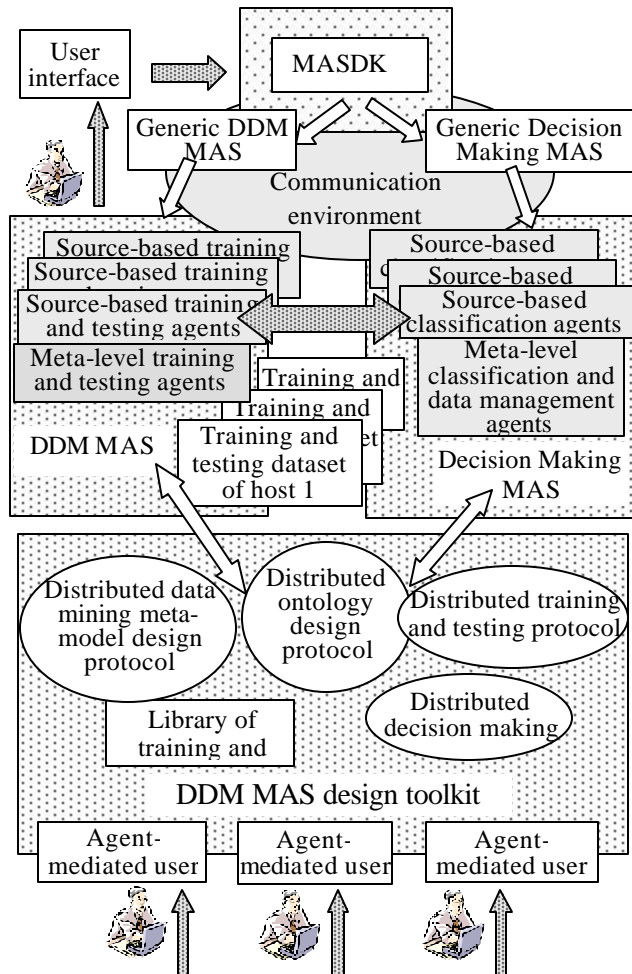 User
interface
MASDK
Generic DDM
MAS
Generic Decision
Making MAS
Communication
environment
Source-based training
Source-based training
Source-based training
and testing agents
Meta-level training
and testing agents
DDM MAS
Training and
Training and
Training and
testing dataset
of host 1
Source-based
Source-based
Source-based
classification agents
Meta-level
classification and
data management
agents
Decision Making
MAS
Distributed data
mining meta-
model design
protocol
Distributed
ontology
design
protocol
Distributed training
and testing protocol
Distributed
decision making
Library of
training and
DDM MAS design toolkit
Agent-
mediated user
Agent-
mediated user
Agent-
mediated user